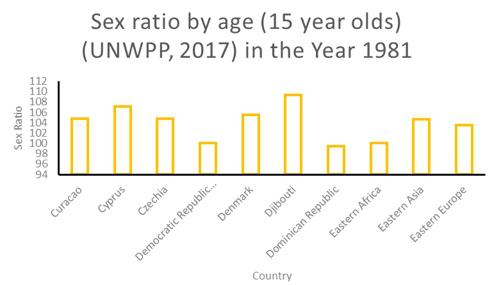 Sex ratio by age (15 year olds)
(UNWPP, 2017) in the Year 1981
112
110
108
106
104
102
100
98
96
94
Sex Ratio
Curacao
Cyprus
Czechia
Democratic Republic...
Denmark
Djibouti
Dominican Republic
Eastern Africa
Eastern Asia
Eastern Europe
Country